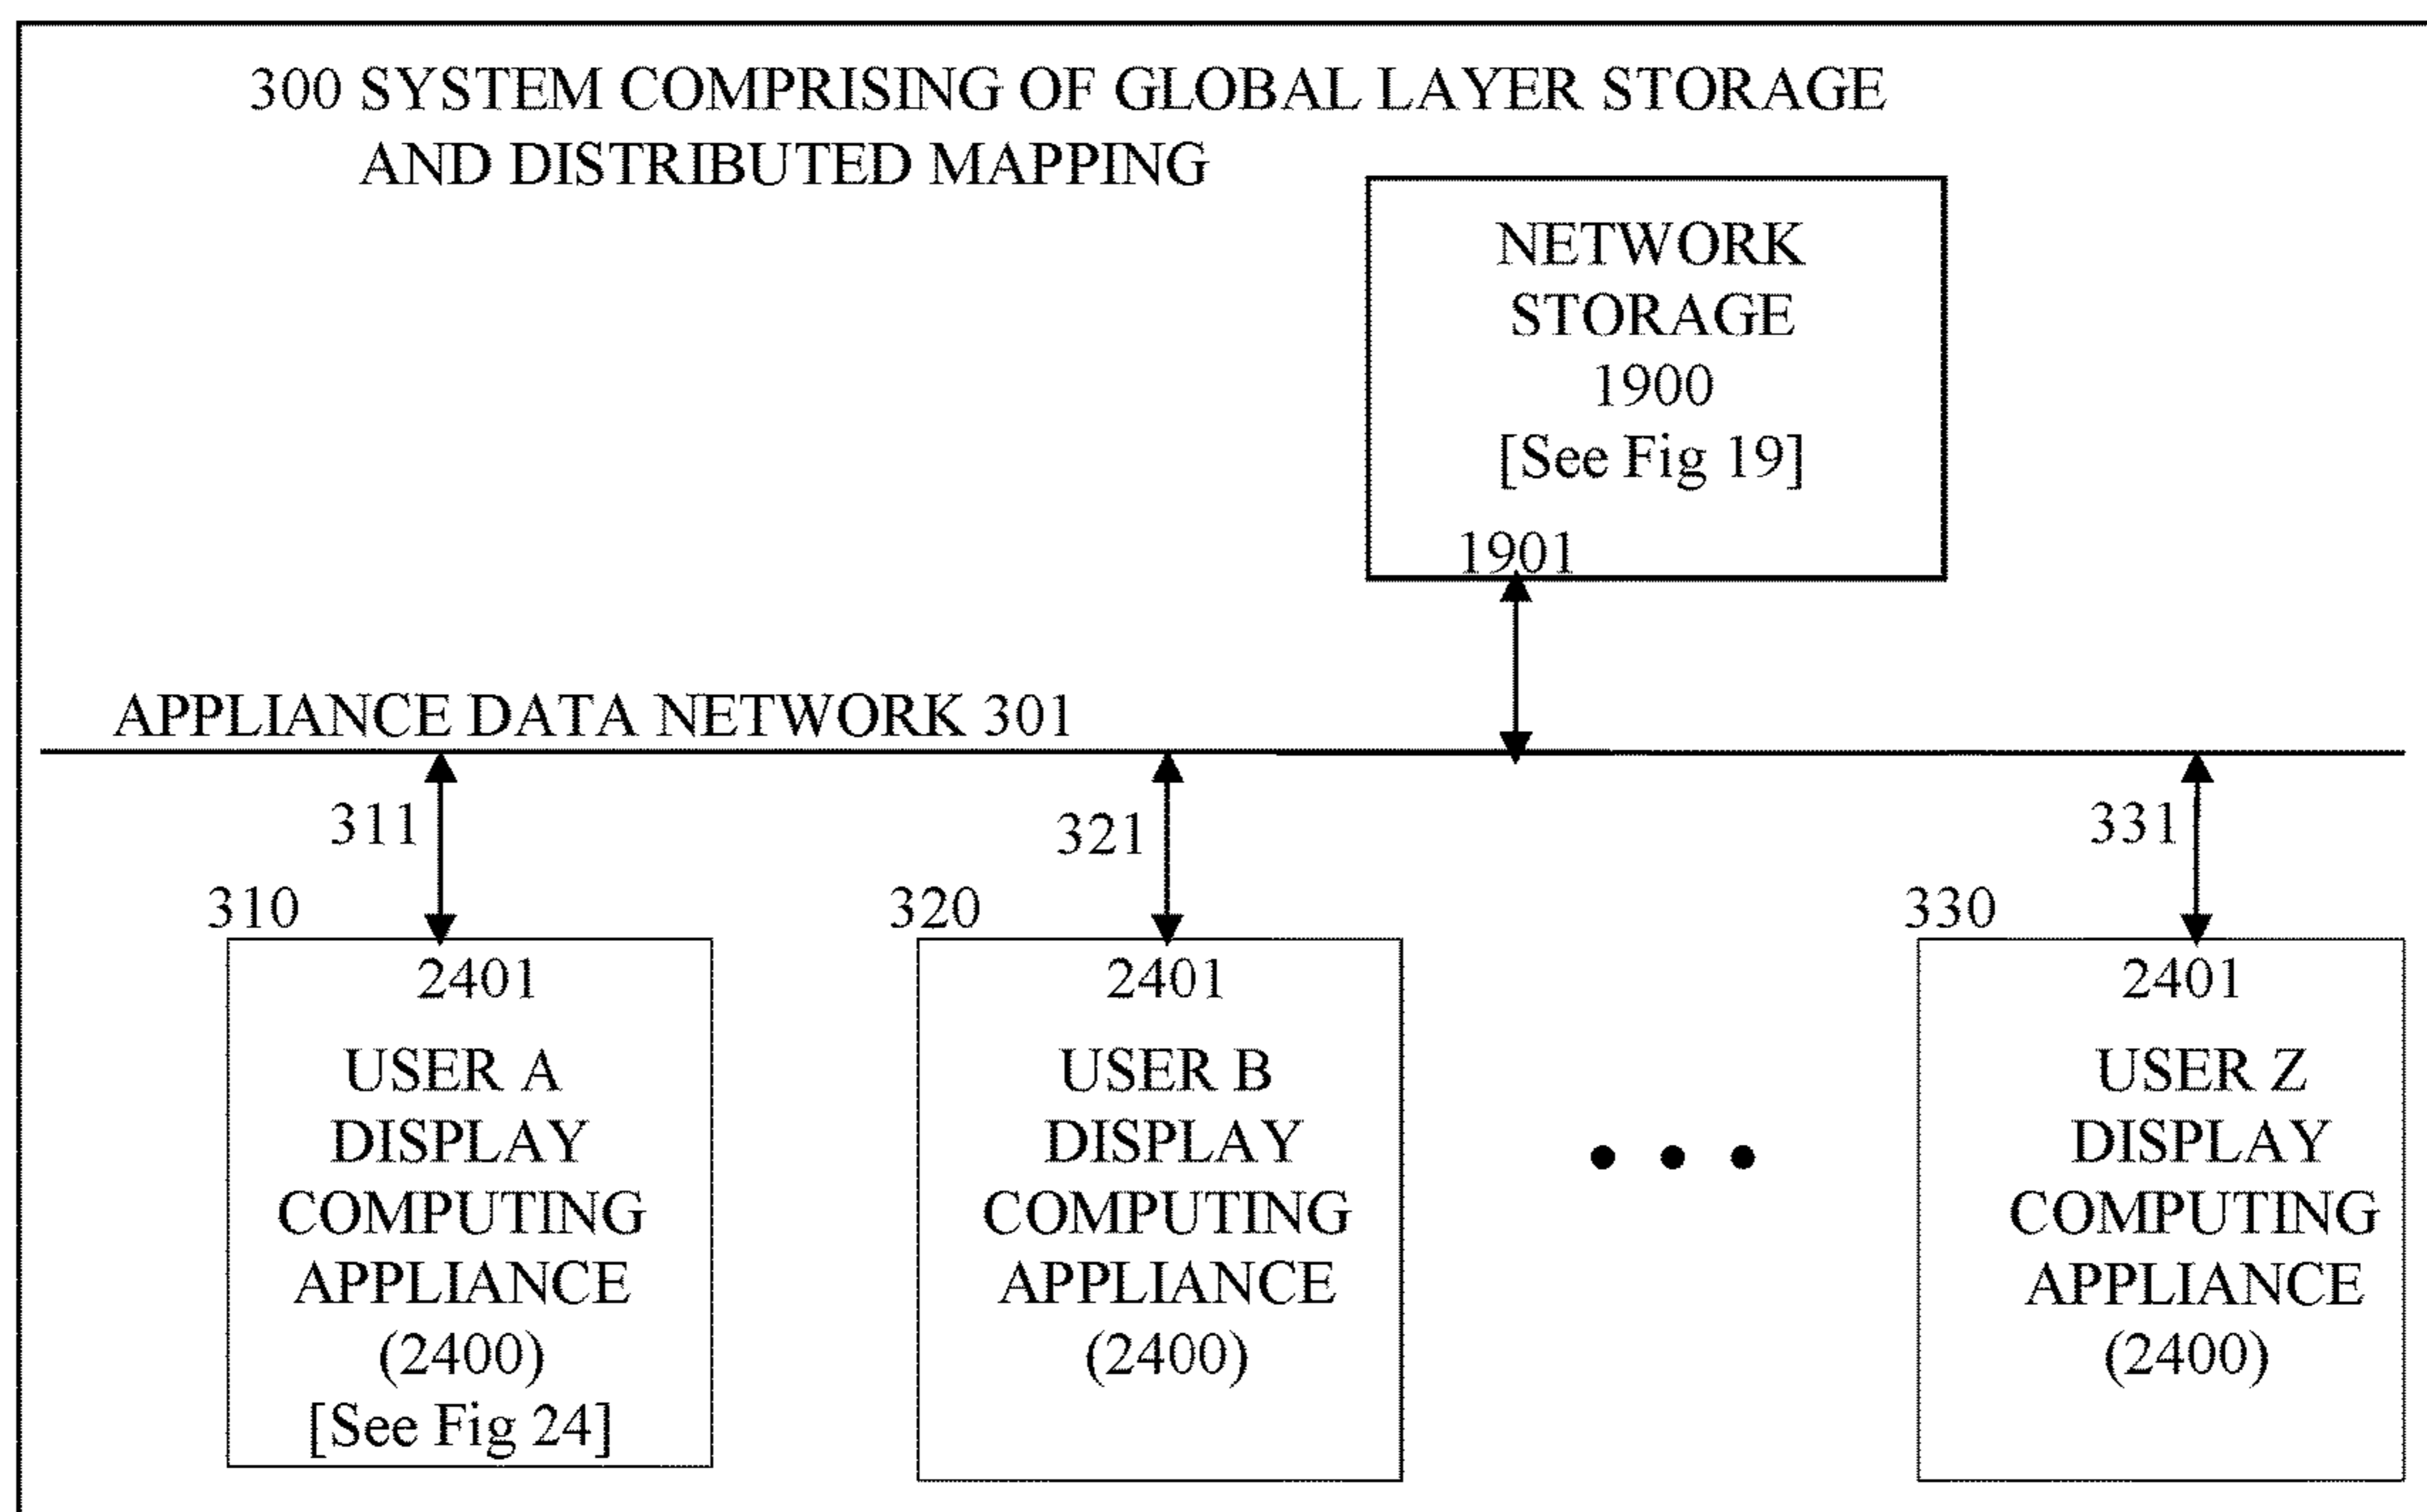 300 SYSTEM COMPRISING OF GLOBAL LAYER STORAGE
AND DISTRIBUTED MAPPING
NETWORK
STORAGE
1900
[See Fig 19]
1901
APPLIANCE DATA NETWORK 301
311
321
331
310
320
330
2401
USER A
DISPLAY
COMPUTING
APPLIANCE
(2400)
[See Fig 24]
2401
USER B
DISPLAY
COMPUTING
APPLIANCE
(2400)
• • •
2401
USER Z
DISPLAY
COMPUTING
APPLIANCE
(2400)